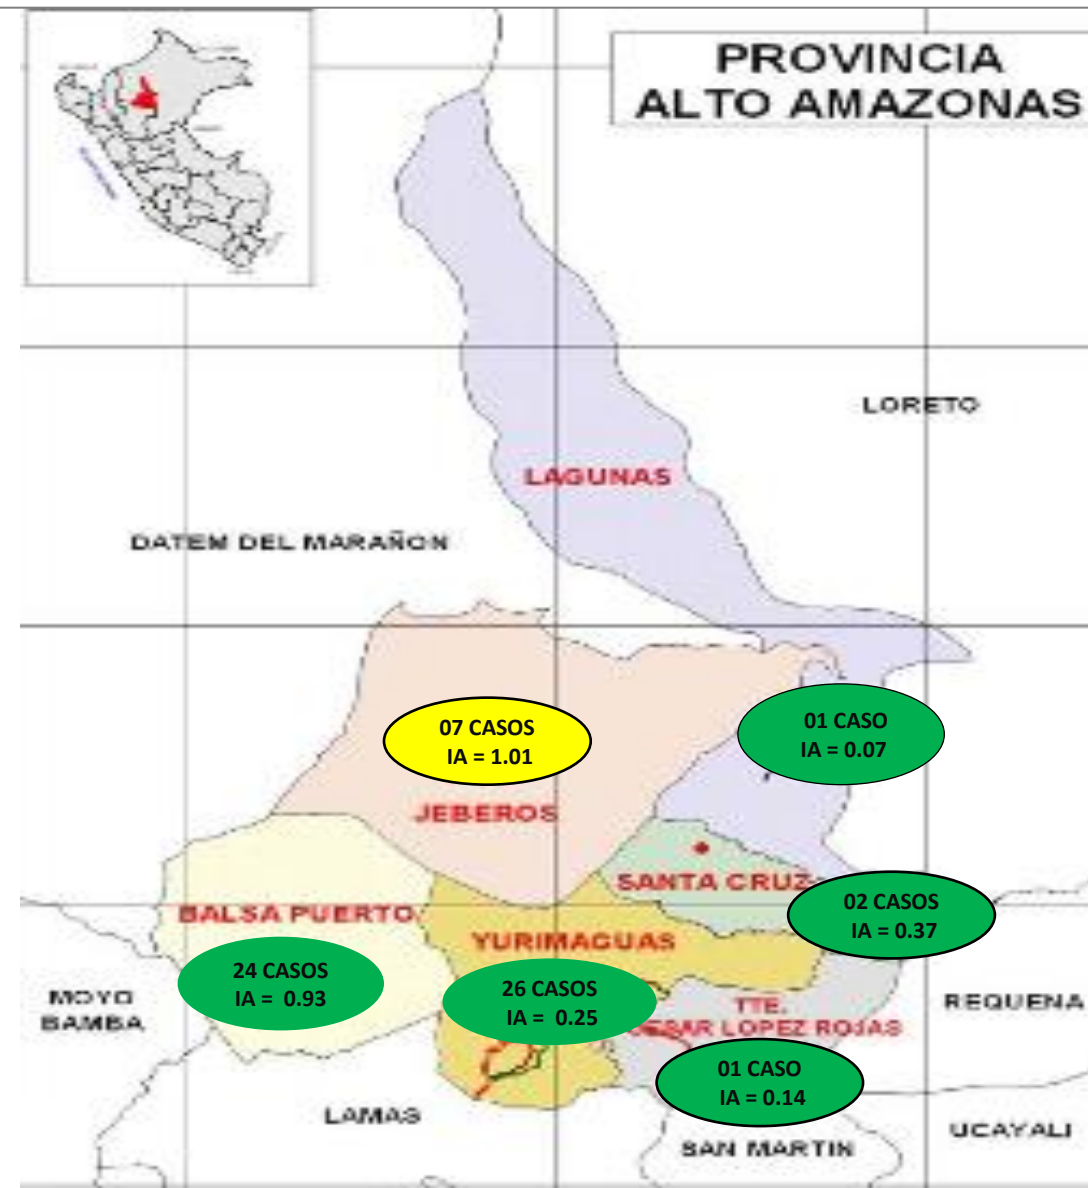 PROVINCIA
ALTO AMAZONAS
LORETO
LAGUNAS
DATEM DEL MARAÑON
07 CASOS
IA = 1.01
01 CASO
IA = 0.07
JEBEROS
SANTA CRUZ
02 CASOS
IA = 0.37
BALSA PUERTO
YURIMAGUAS
24 CASOS
IA = 0.93
26 CASOS
IA = 0.25
MOYO
BAMBA
TTE.
CESAR LOPEZ ROJAS
REQUENA
01 CASO
IA = 0.14
LAMAS
SAN MARTIN
UCAYALI